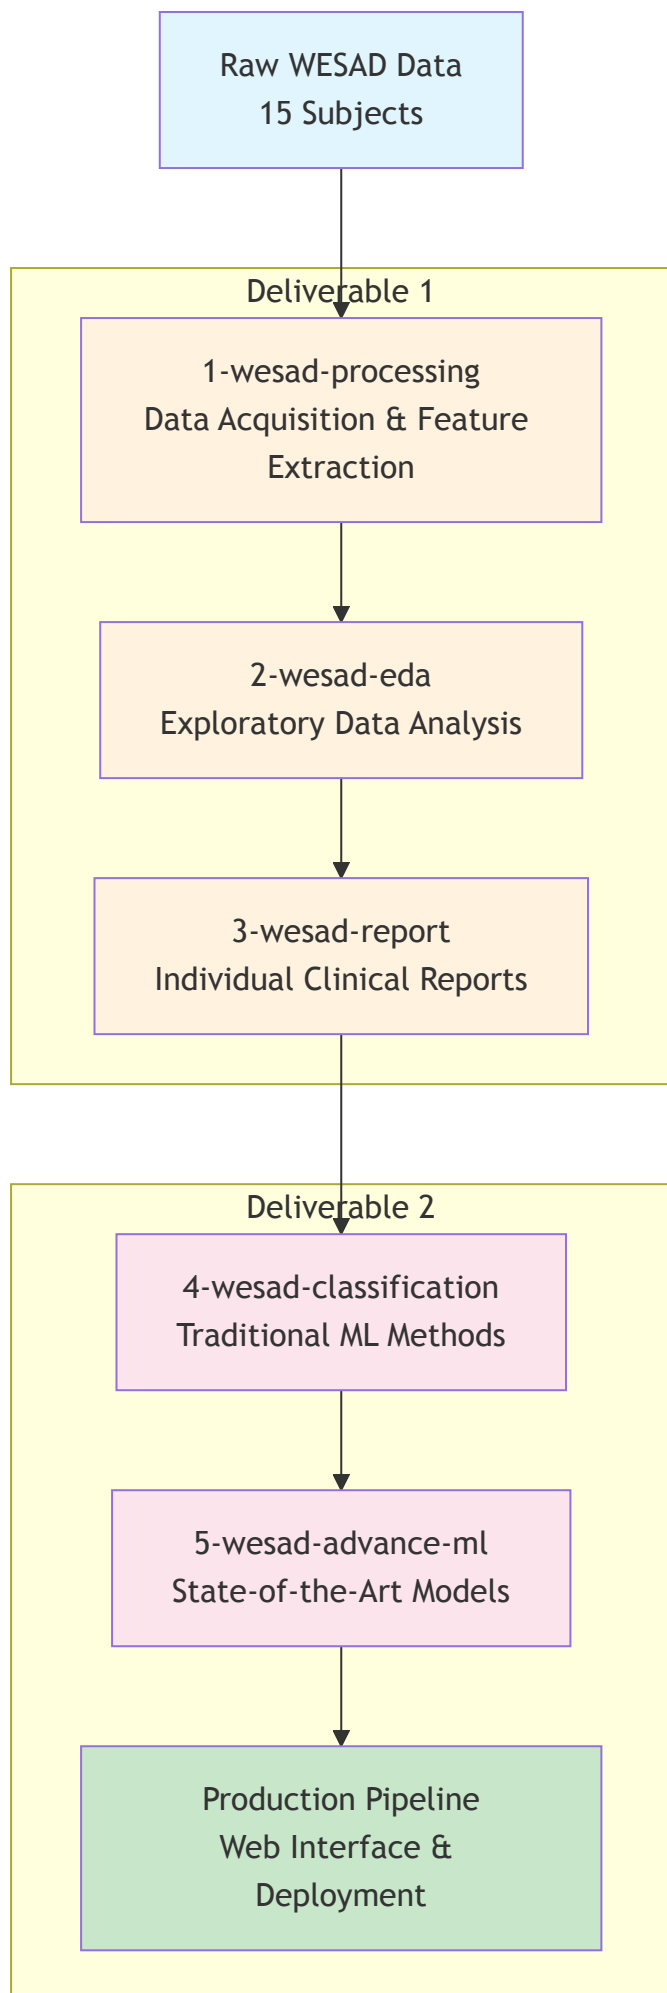 Raw WESAD Data
15 Subjects
Deliverable 1
1-wesad-processing
Data Acquisition & Feature
Extraction
2-wesad-eda
Exploratory Data Analysis
3-wesad-report
Individual Clinical Reports
Deliverable 2
4-wesad-classification
Traditional ML Methods
5-wesad-advance-ml
State-of-the-Art Models
Production Pipeline
Web Interface &
Deployment